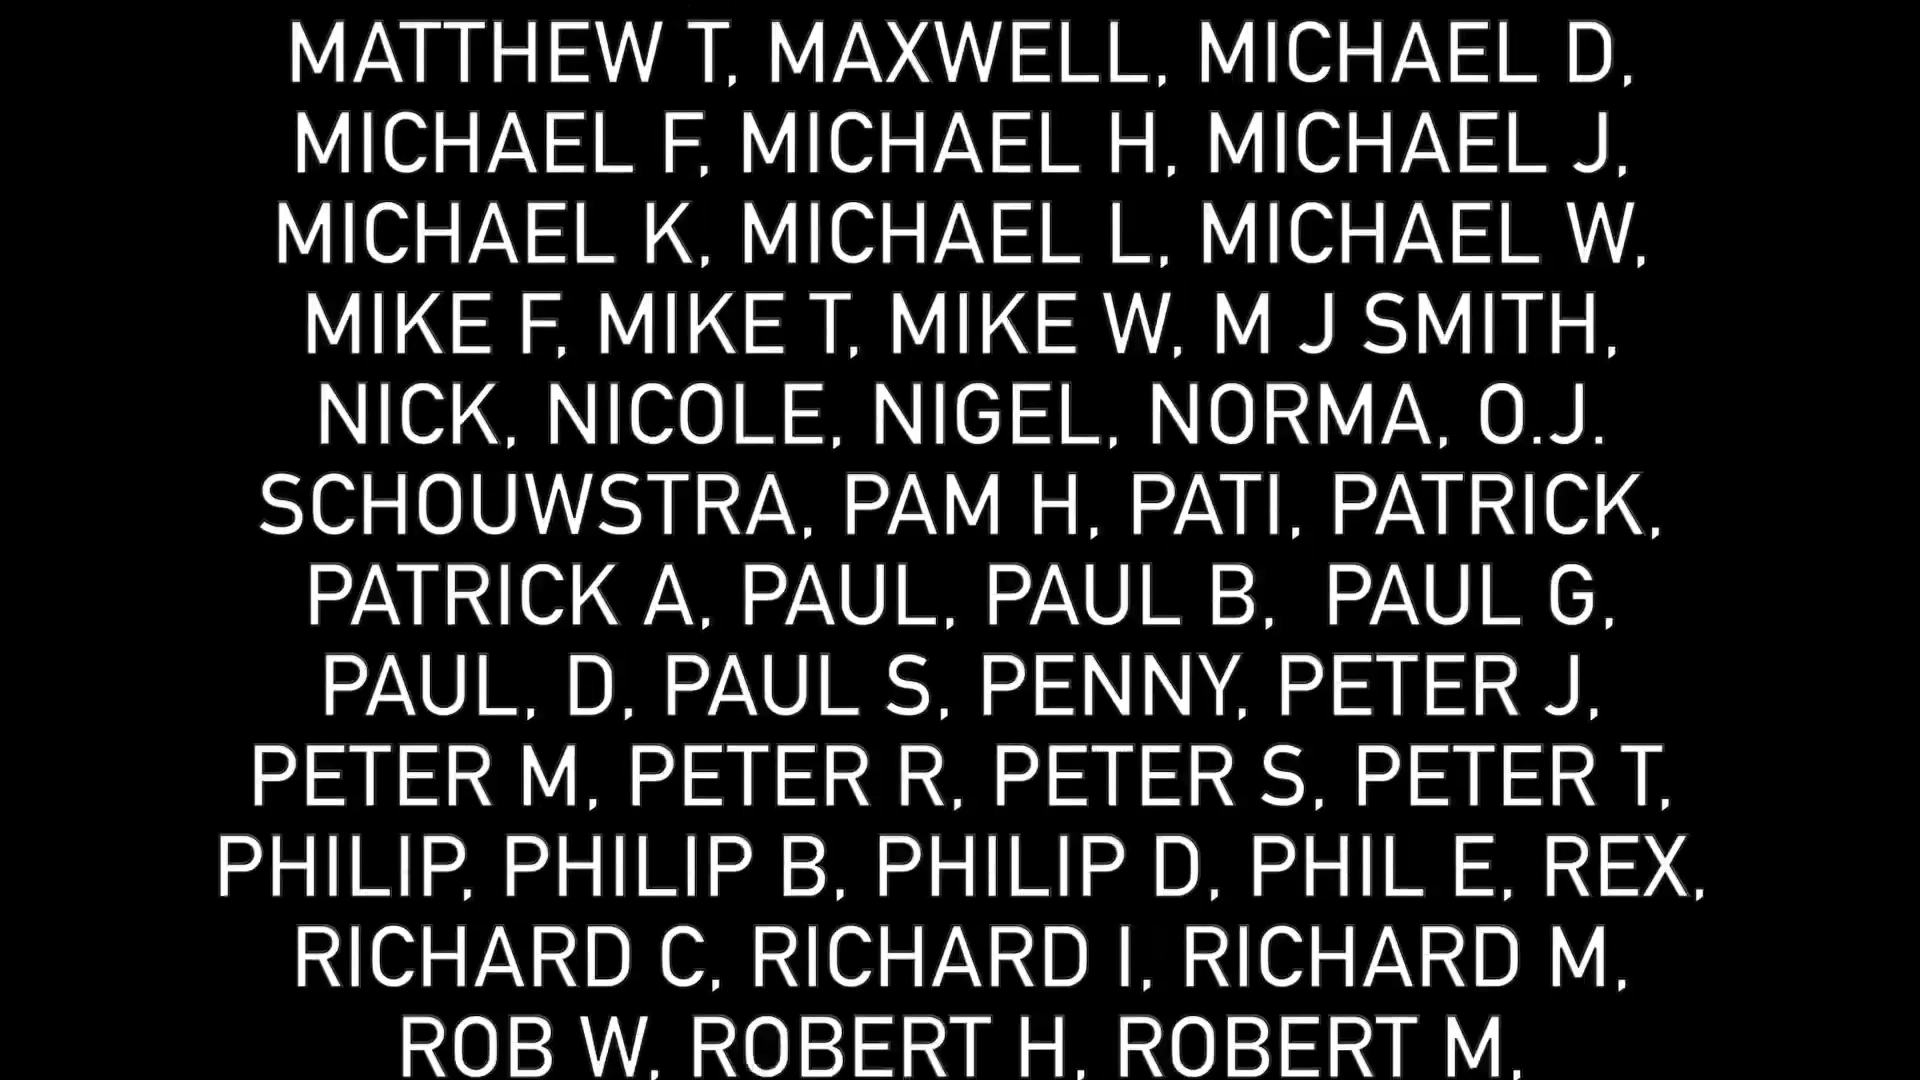 MATTHEW T, MAXWELL, MICHAEL D,
MICHAEL F, MICHAEL H, MICHAEL J,
MICHAEL K, MICHAEL L, MICHAEL W,
MIKE F, MIKE T, MIKE W, M J SMITH,
NICK, NICOLE, NIGEL, NORMA, O.J.
SCHOUWSTRA, PAM H, PATI, PATRICK,
PATRICK A, PAUL, PAUL B,  PAUL G,
PAUL, D, PAUL S, PENNY, PETER J,
PETER M, PETER R, PETER S, PETER T,
PHILIP, PHILIP B, PHILIP D, PHIL E, REX,
RICHARD C, RICHARD I, RICHARD M,
ROB W, ROBERT H, ROBERT M,